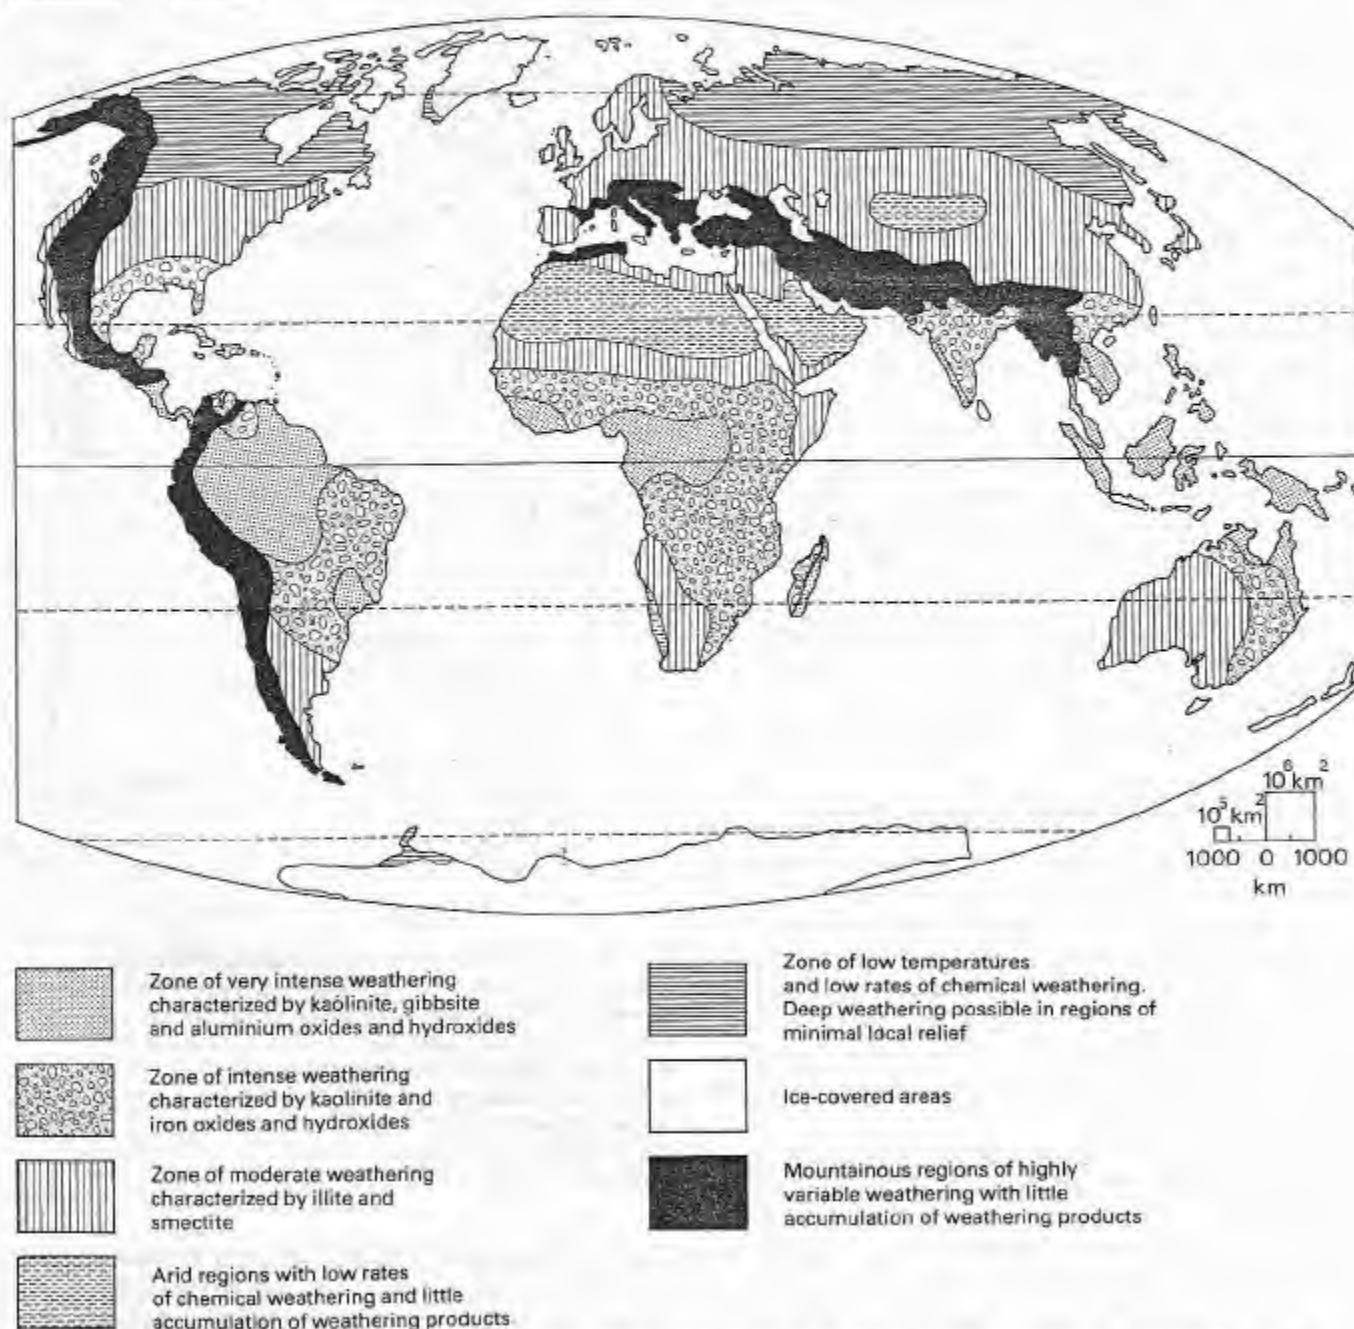 10⁶ km²
10⁵ km²
1000 0 1000
km
Zone of very intense weathering
characterized by kaolinite, gibbsite
and aluminium oxides and hydroxides
Zone of intense weathering
characterized by kaolinite and
iron oxides and hydroxides
Zone of moderate weathering
characterized by illite and
smectite
Arid regions with low rates
of chemical weathering and little
accumulation of weathering products
Zone of low temperatures
and low rates of chemical weathering.
Deep weathering possible in regions of
minimal local relief
Ice-covered areas
Mountainous regions of highly
variable weathering with little
accumulation of weathering products